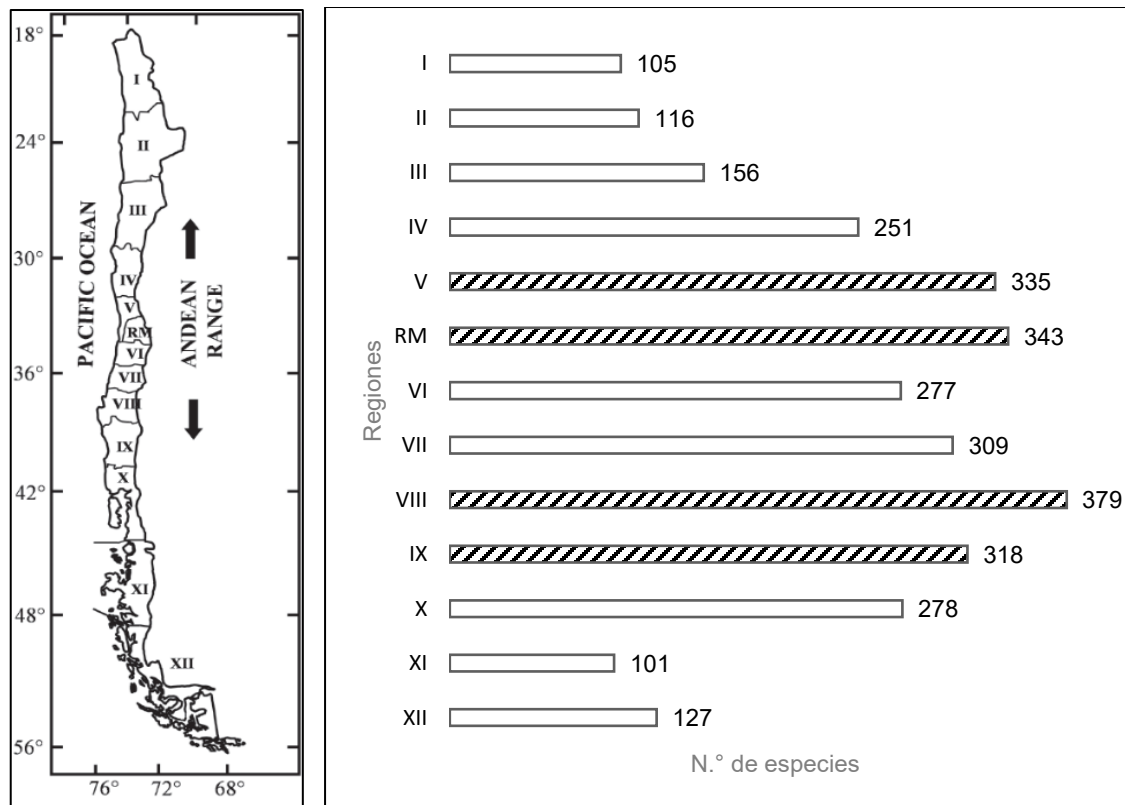 18°
24°
30°
36°
42°
48°
56°
76°
72°
68°
PACIFIC OCEAN
ANDEAN
RANGE
I
II
III
IV
V
RM
VI
VII
VIII
IX
X
XI
XII
Regiones
I 105
II 116
III 156
IV 251
V 335
RM 343
VI 277
VII 309
VIII 379
IX 318
X 278
XI 101
XII 127
N.° de especies